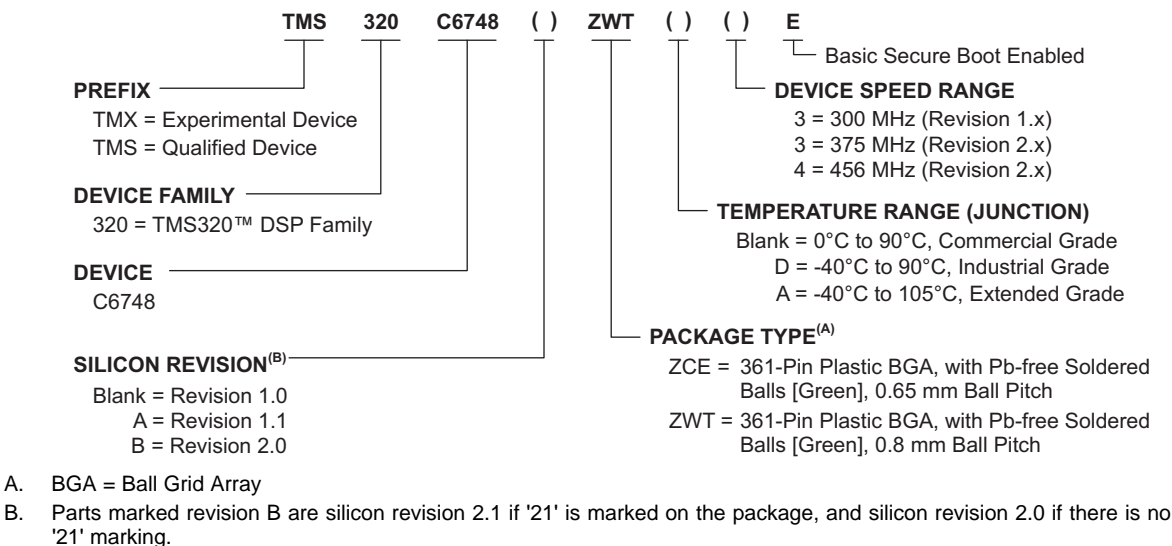 TMS 320 C6748 ( ) ZWT ( ) ( ) E
Basic Secure Boot Enabled
PREFIX
TMX = Experimental Device
TMS = Qualified Device
DEVICE SPEED RANGE
3 = 300 MHz (Revision 1.x)
3 = 375 MHz (Revision 2.x)
4 = 456 MHz (Revision 2.x)
DEVICE FAMILY
320 = TMS320™ DSP Family
TEMPERATURE RANGE (JUNCTION)
Blank = 0°C to 90°C, Commercial Grade
D = -40°C to 90°C, Industrial Grade
A = -40°C to 105°C, Extended Grade
DEVICE
C6748
PACKAGE TYPE(A)
ZCE = 361-Pin Plastic BGA, with Pb-free Soldered
Balls [Green], 0.65 mm Ball Pitch
ZWT = 361-Pin Plastic BGA, with Pb-free Soldered
Balls [Green], 0.8 mm Ball Pitch
SILICON REVISION(B)
Blank = Revision 1.0
A = Revision 1.1
B = Revision 2.0
A. BGA = Ball Grid Array
B. Parts marked revision B are silicon revision 2.1 if '21' is marked on the package, and silicon revision 2.0 if there is no
'21' marking.